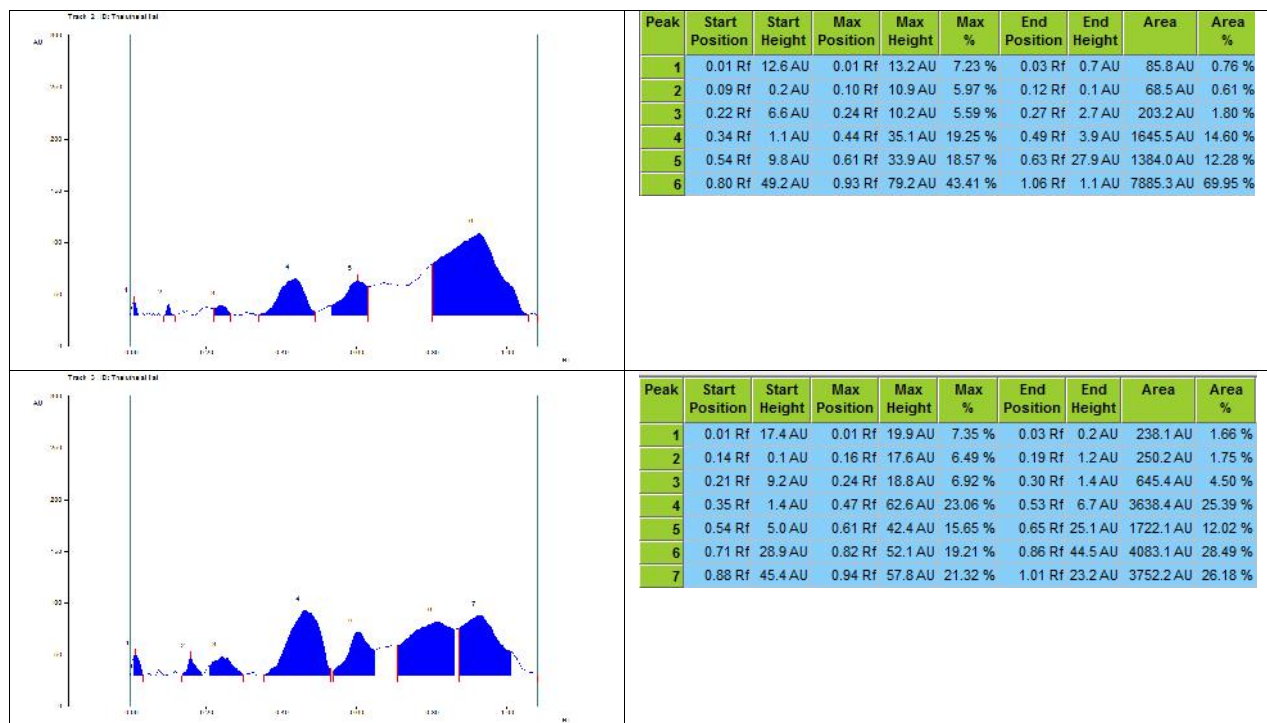 Track 2
AU
Peak Start Position Start Height Max Position Max Height Max % End Position End Height Area Area %
1 0.01 Rf 12.6 AU 0.01 Rf 13.2 AU 7.23 % 0.03 Rf 0.7 AU 85.8 AU 0.76 %
2 0.09 Rf 0.2 AU 0.10 Rf 10.9 AU 5.97 % 0.12 Rf 0.1 AU 68.5 AU 0.61 %
3 0.22 Rf 6.6 AU 0.24 Rf 10.2 AU 5.59 % 0.27 Rf 2.7 AU 203.2 AU 1.80 %
4 0.34 Rf 1.1 AU 0.44 Rf 35.1 AU 19.25 % 0.49 Rf 3.9 AU 1645.5 AU 14.60 %
5 0.54 Rf 9.8 AU 0.61 Rf 33.9 AU 18.57 % 0.63 Rf 27.9 AU 1384.0 AU 12.28 %
6 0.80 Rf 49.2 AU 0.93 Rf 79.2 AU 43.41 % 1.06 Rf 1.1 AU 7885.3 AU 69.95 %
Track 3
AU
Peak Start Position Start Height Max Position Max Height Max % End Position End Height Area Area %
1 0.01 Rf 17.4 AU 0.01 Rf 19.9 AU 7.35 % 0.03 Rf 0.2 AU 238.1 AU 1.66 %
2 0.14 Rf 0.1 AU 0.16 Rf 17.6 AU 6.49 % 0.19 Rf 1.2 AU 250.2 AU 1.75 %
3 0.21 Rf 9.2 AU 0.24 Rf 18.8 AU 6.92 % 0.30 Rf 1.4 AU 645.4 AU 4.50 %
4 0.35 Rf 1.4 AU 0.47 Rf 62.6 AU 23.06 % 0.53 Rf 6.7 AU 3638.4 AU 25.39 %
5 0.54 Rf 5.0 AU 0.61 Rf 42.4 AU 15.65 % 0.65 Rf 25.1 AU 1722.1 AU 12.02 %
6 0.71 Rf 28.9 AU 0.82 Rf 52.1 AU 19.21 % 0.86 Rf 44.5 AU 4083.1 AU 28.49 %
7 0.88 Rf 45.4 AU 0.94 Rf 57.8 AU 21.32 % 1.01 Rf 23.2 AU 3752.2 AU 26.18 %